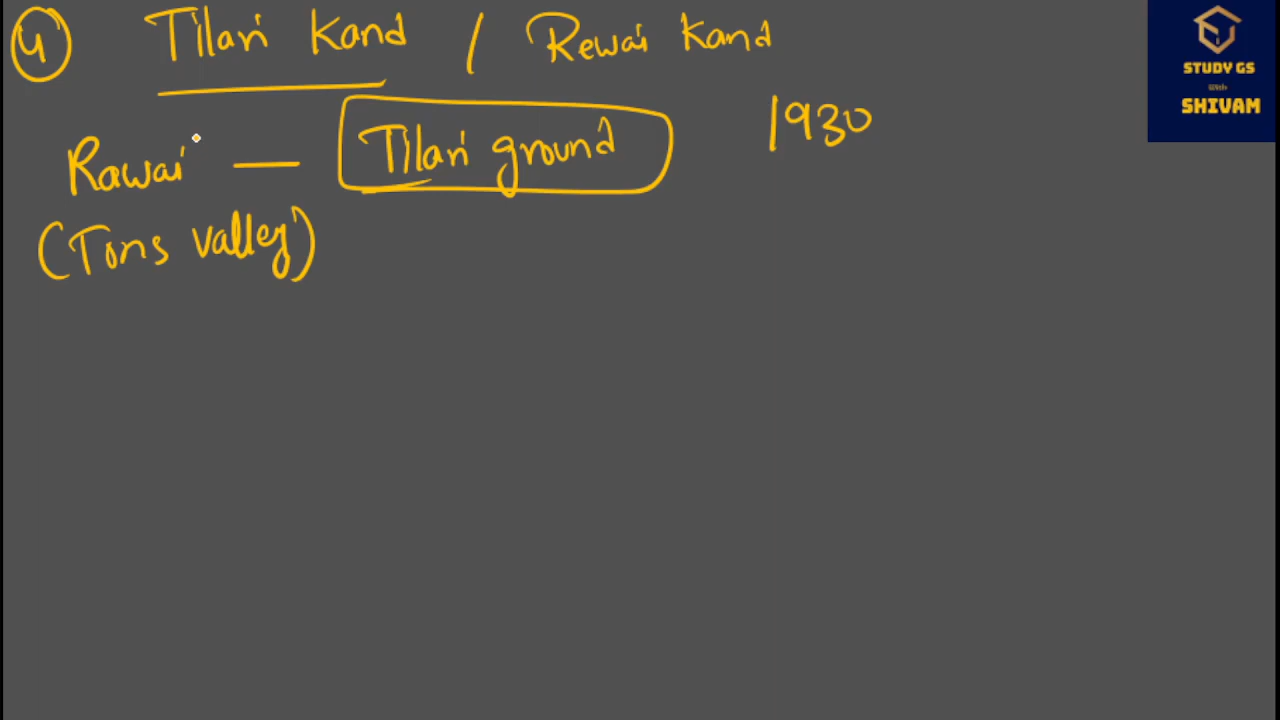 4 Tilari Kand / Rewai Kand
1930
Rawai — Tilari ground
(Tons valley)
STUDY GS
With
SHIVAM